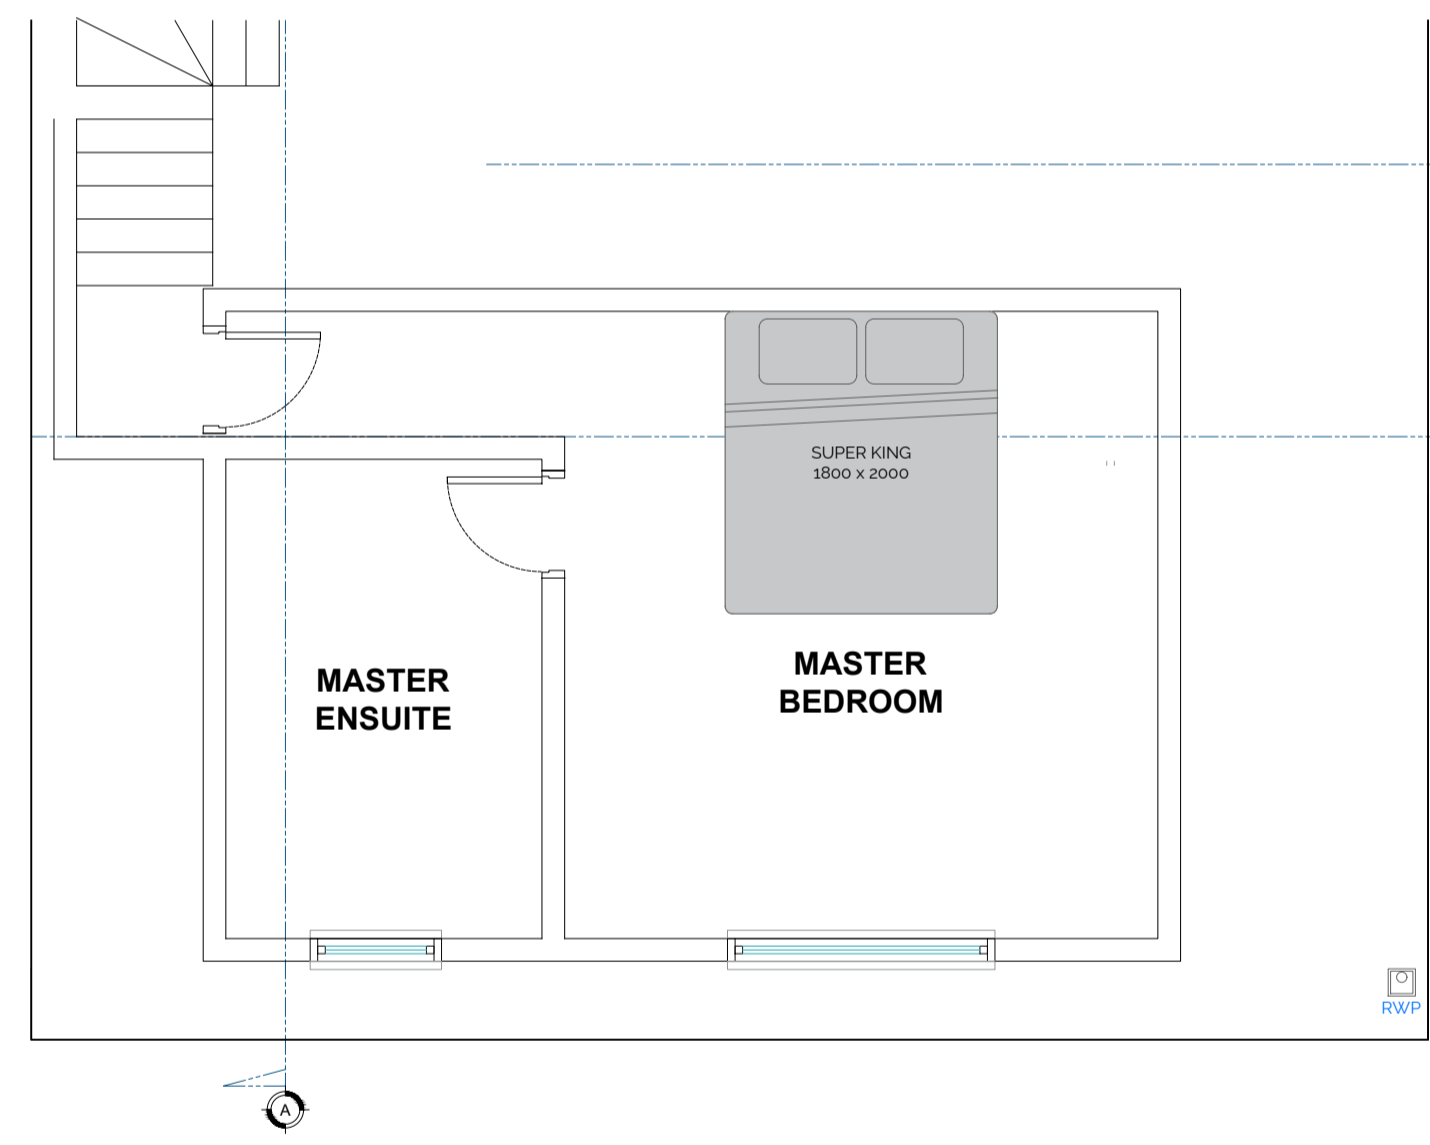 SUPER KING
1800 x 2000
MASTER
BEDROOM
MASTER
ENSUITE
RWP
A